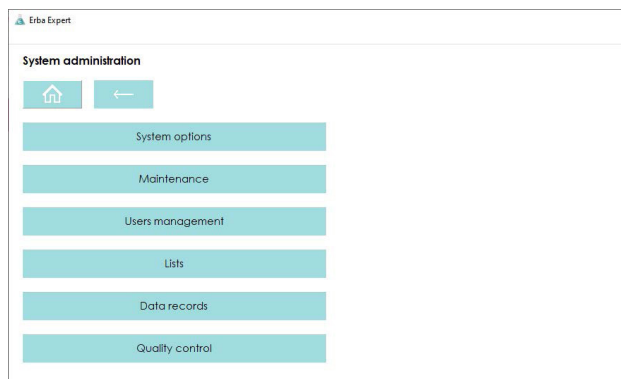 Erba Expert
System administration
System options
Maintenance
Users management
Lists
Data records
Quality control